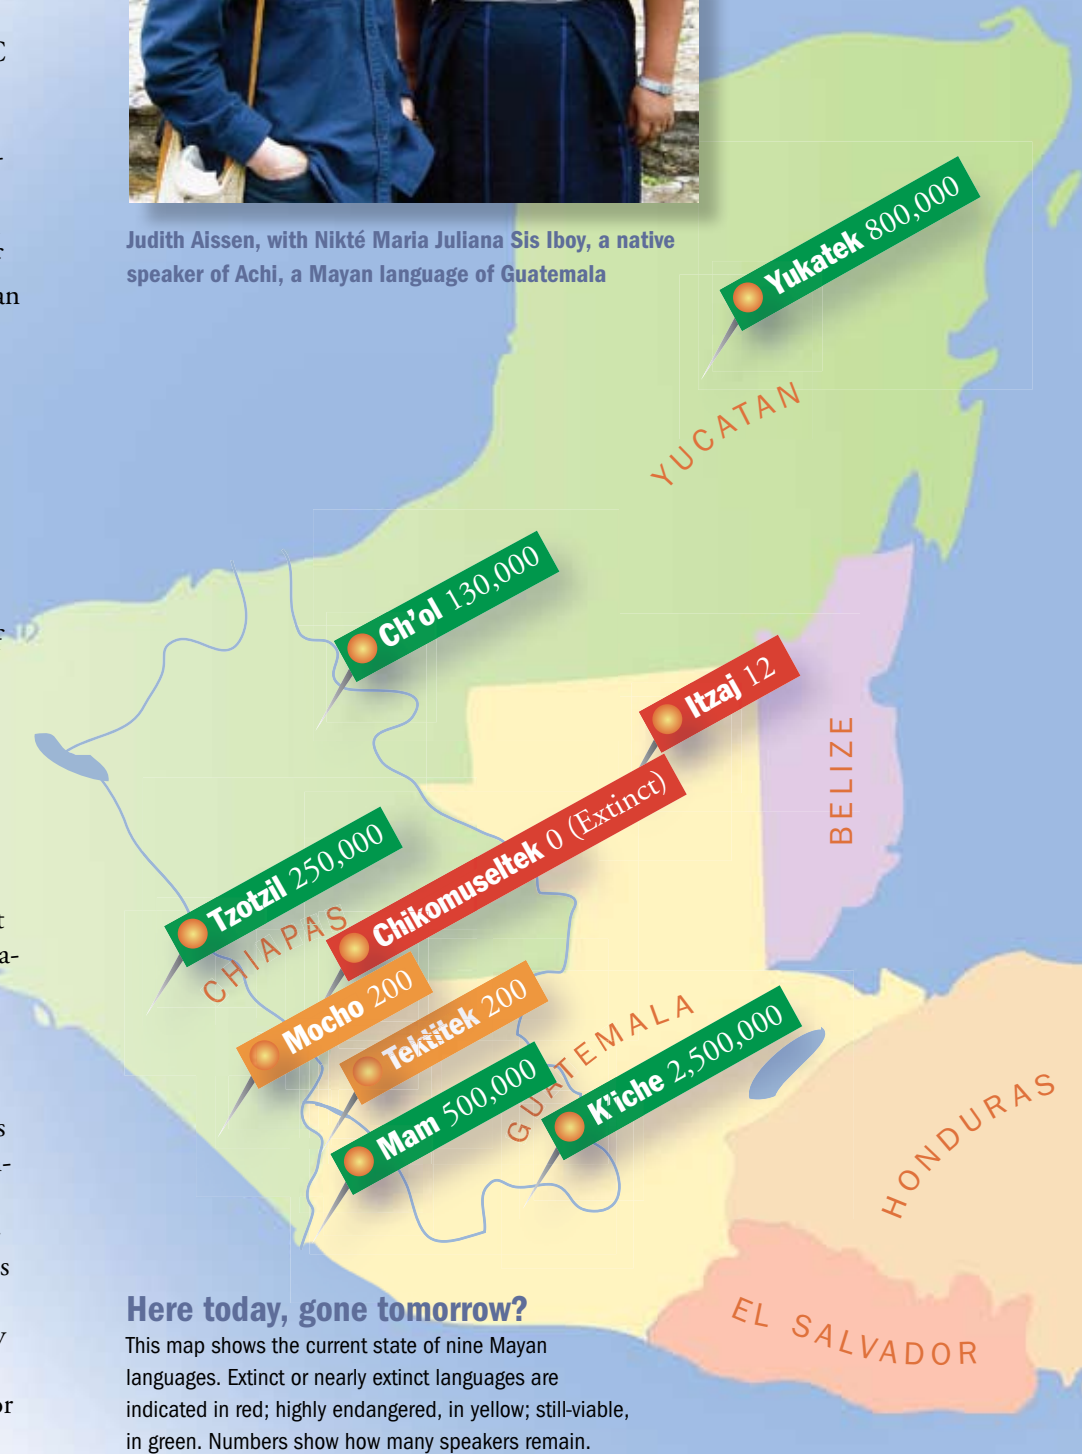 Judith Aissen, with Nikté Maria Juliana Sis Iboy, a native
speaker of Achi, a Mayan language of Guatemala
Yukatek 800,000
YUCATAN
Ch'ol 130,000
Itzaj 12
BELIZE
Chikomuseltek 0 (Extinct)
Tzotzil 250,000
CHIAPAS
Mocho 200
Tektitek 200
GUATEMALA
Mam 500,000
K'iche 2,500,000
HONDURAS
EL SALVADOR
Here today, gone tomorrow?
This map shows the current state of nine Mayan
languages. Extinct or nearly extinct languages are
indicated in red; highly endangered, in yellow; still-viable,
in green. Numbers show how many speakers remain.